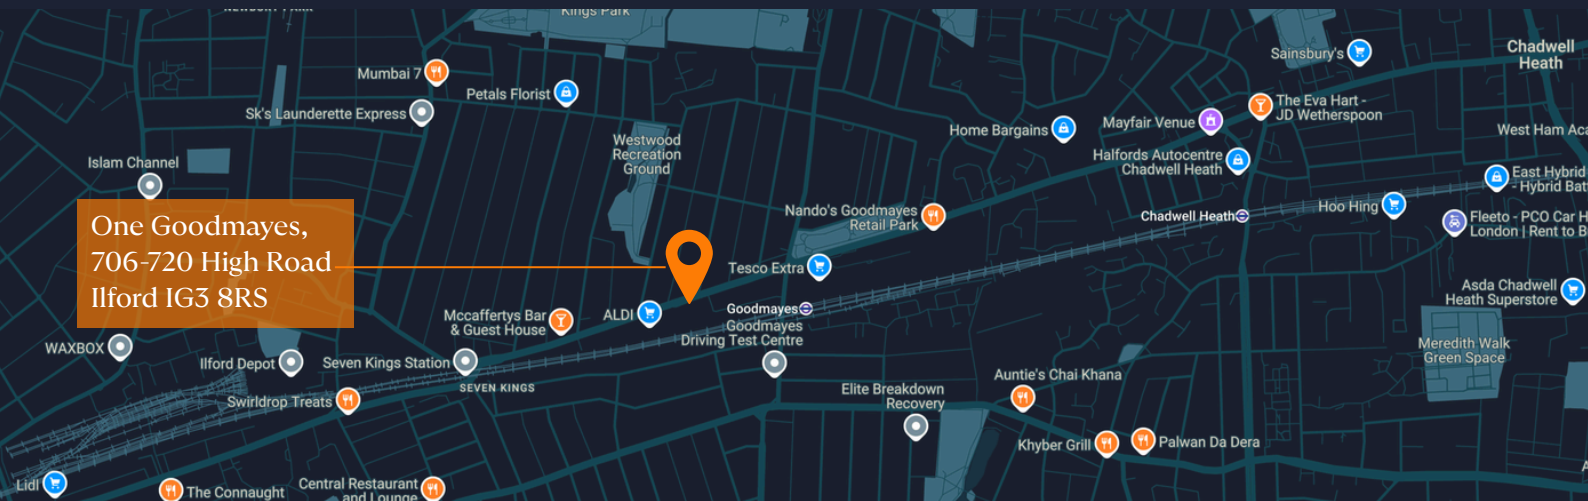 NEWBURY PARK
Kings Park
Sainsbury's
Chadwell
Heath
Mumbai 7
Petals Florist
Sk's Launderette Express
The Eva Hart -
JD Wetherspoon
Mayfair Venue
Home Bargains
West Ham
Westwood
Recreation
Ground
Halfords Autocentre
Chadwell Heath
Islam Channel
East Hybrid
- Hybrid
One Goodmayes,
706-720 High Road
Ilford IG3 8RS
Nando's Goodmayes
Retail Park
Chadwell Heath
Hoo Hing
Fleeto - PCO Car
London | Rent to
Tesco Extra
Asda Chadwell
Heath Superstore
Goodmayes
Mccaffertys Bar
& Guest House
ALDI
Goodmayes
Driving Test Centre
WAXBOX
Ilford Depot
Seven Kings Station
SEVEN KINGS
Meredith Walk
Green Space
Swirldrop Treats
Elite Breakdown
Recovery
Auntie's Chai Khana
Khyber Grill
Palwan Da Dera
Lidl
The Connaught
Central Restaurant
and Lounge